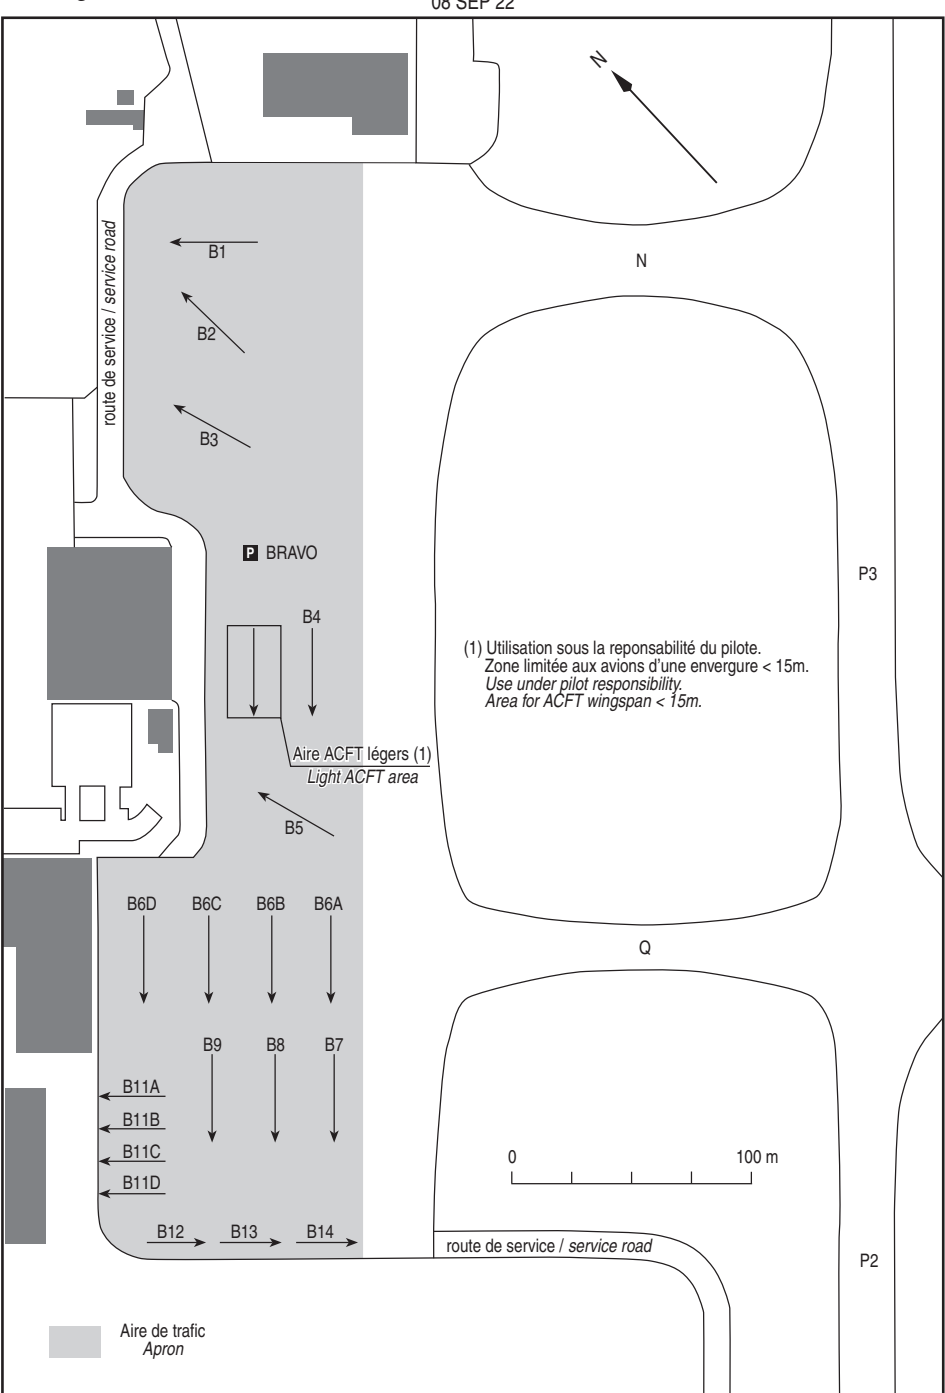 08 SEP 22
N
B1
N
route de service / service road
B2
B3
P BRAVO
P3
B4
(1) Utilisation sous la reponsabilité du pilote.
Zone limitée aux avions d'une envergure < 15m.
Use under pilot responsibility.
Area for ACFT wingspan < 15m.
Aire ACFT légers (1)
Light ACFT area
B5
B6D B6C B6B B6A
Q
B9 B8 B7
B11A
B11B
B11C
B11D
0 100 m
B12 B13 B14
route de service / service road
P2
Aire de trafic
Apron